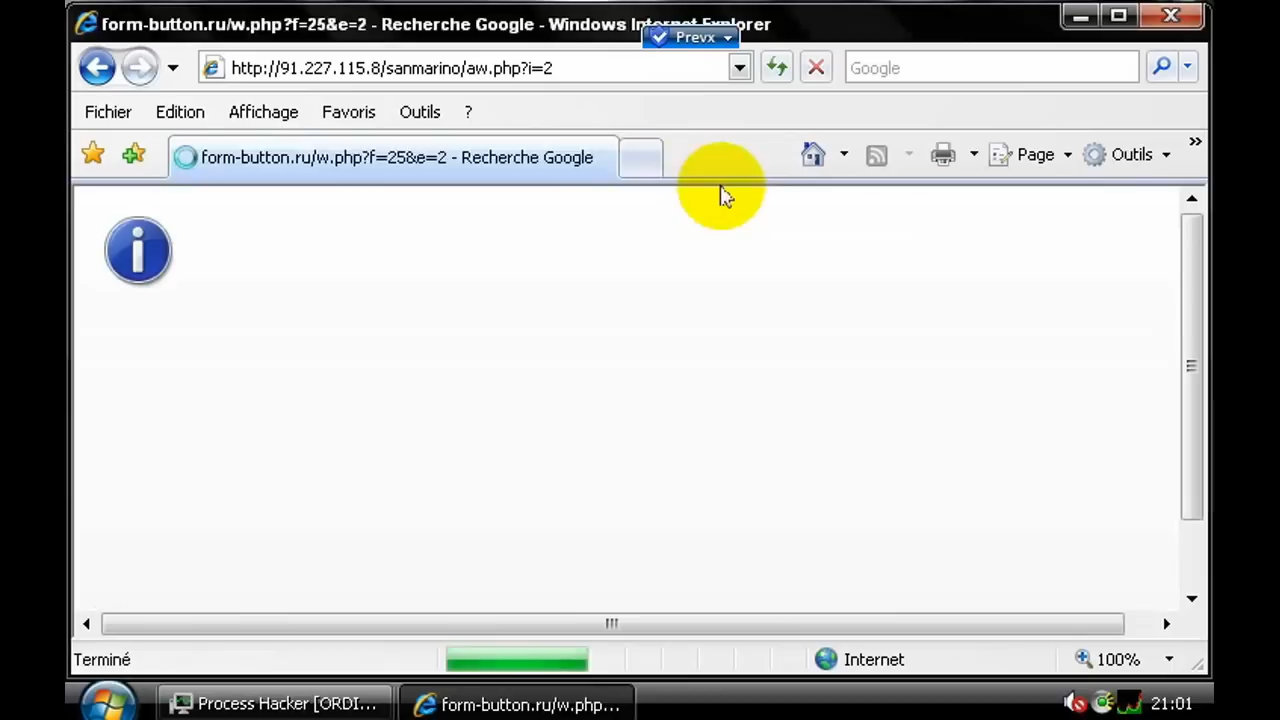 form-button.ru/w.php?f=25&e=2 - Recherche Google - Windows Internet Explorer
Prevx
http://91.227.115.8/sanmarino/aw.php?i=2
Google
Fichier Edition Affichage Favoris Outils ?
form-button.ru/w.php?f=25&e=2 - Recherche Google
Page Outils
Terminé
Internet
100%
Process Hacker [ORDI...
form-button.ru/w.php...
21:01